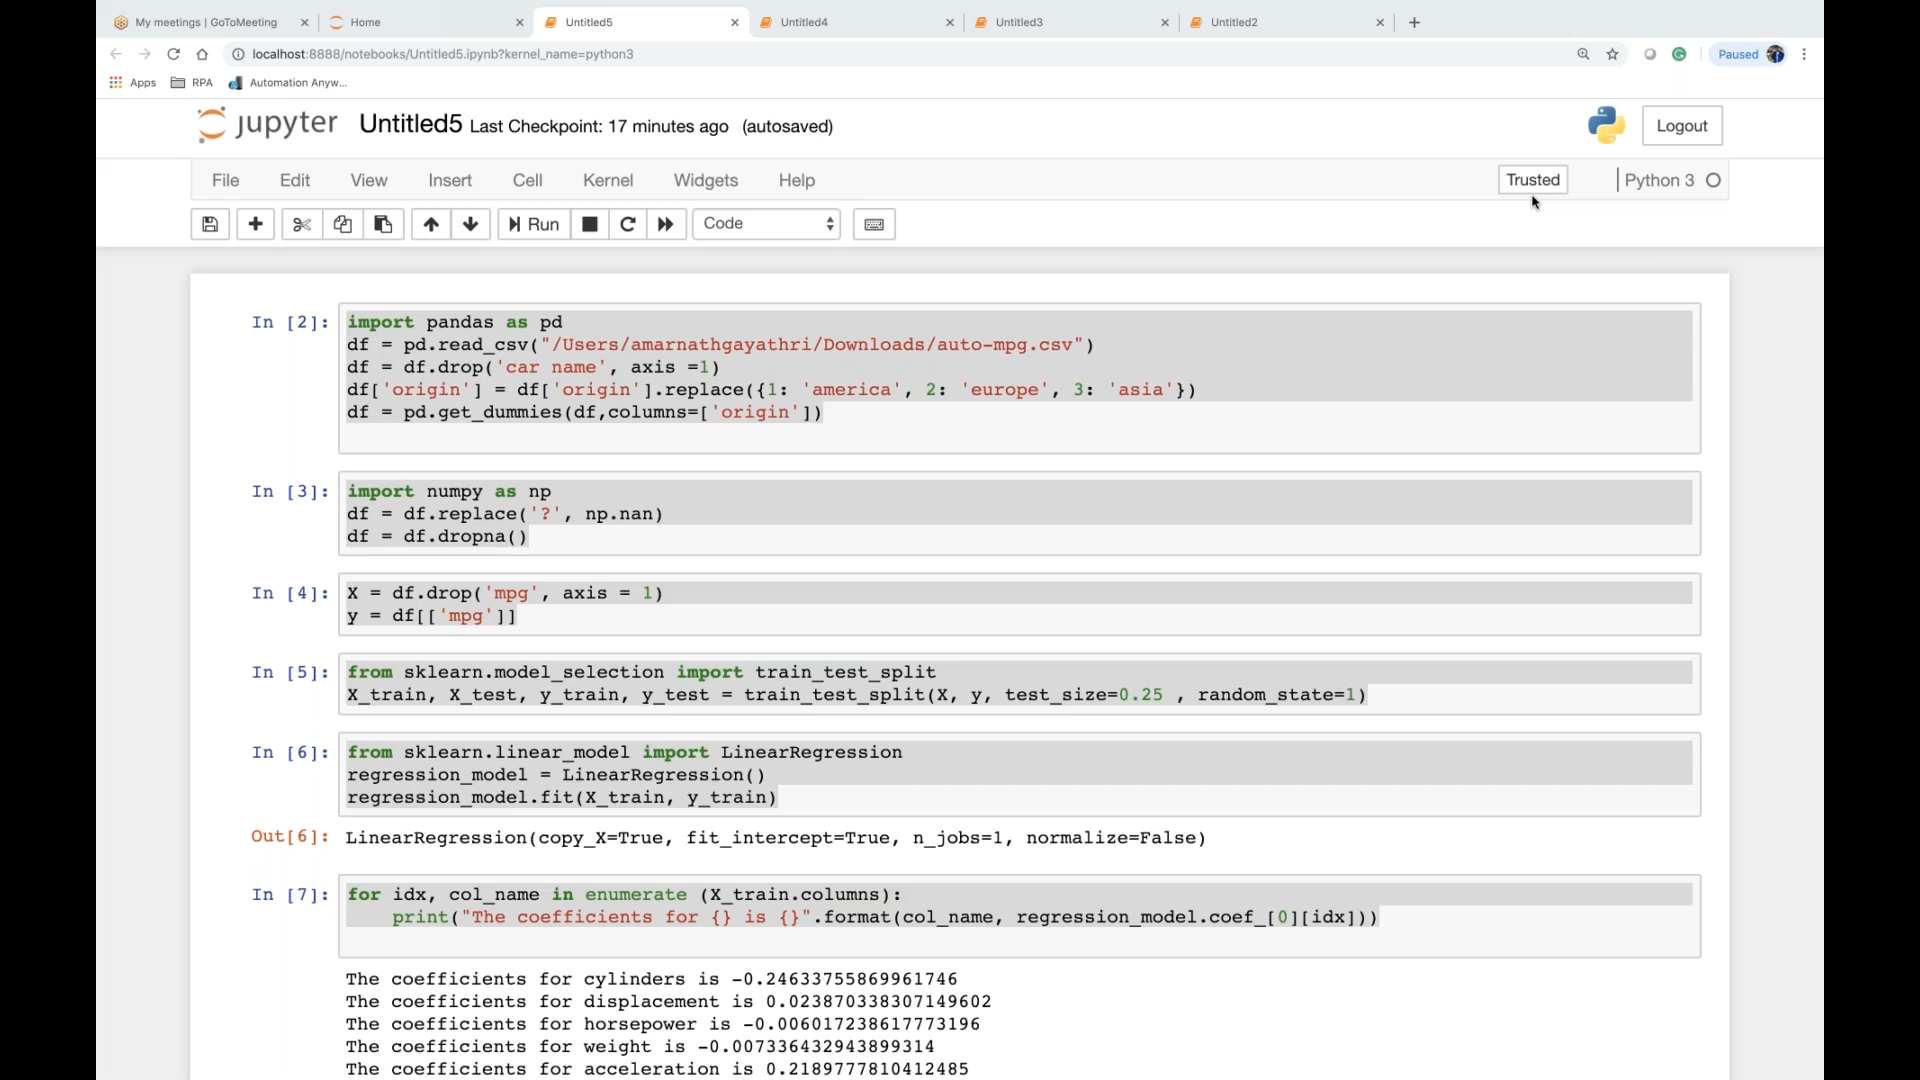 My meetings | GoToMeeting
Home
Untitled5
Untitled4
Untitled3
Untitled2
localhost:8888/notebooks/Untitled5.ipynb?kernel_name=python3
Paused
Apps
RPA
Automation Anyw...
jupyter Untitled5 Last Checkpoint: 17 minutes ago (autosaved)
Logout
File Edit View Insert Cell Kernel Widgets Help
Trusted
Python 3
Run
Code
In [2]: import pandas as pd
df = pd.read_csv("/Users/amarnathgayathri/Downloads/auto-mpg.csv")
df = df.drop('car name', axis =1)
df['origin'] = df['origin'].replace({1: 'america', 2: 'europe', 3: 'asia'})
df = pd.get_dummies(df,columns=['origin'])
In [3]: import numpy as np
df = df.replace('?', np.nan)
df = df.dropna()
In [4]: X = df.drop('mpg', axis = 1)
y = df[['mpg']]
In [5]: from sklearn.model_selection import train_test_split
X_train, X_test, y_train, y_test = train_test_split(X, y, test_size=0.25 , random_state=1)
In [6]: from sklearn.linear_model import LinearRegression
regression_model = LinearRegression()
regression_model.fit(X_train, y_train)
Out[6]: LinearRegression(copy_X=True, fit_intercept=True, n_jobs=1, normalize=False)
In [7]: for idx, col_name in enumerate (X_train.columns):
print("The coefficients for {} is {}".format(col_name, regression_model.coef_[0][idx]))
The coefficients for cylinders is -0.24633755869961746
The coefficients for displacement is 0.023870338307149602
The coefficients for horsepower is -0.006017238617773196
The coefficients for weight is -0.007336432943899314
The coefficients for acceleration is 0.2189777810412485